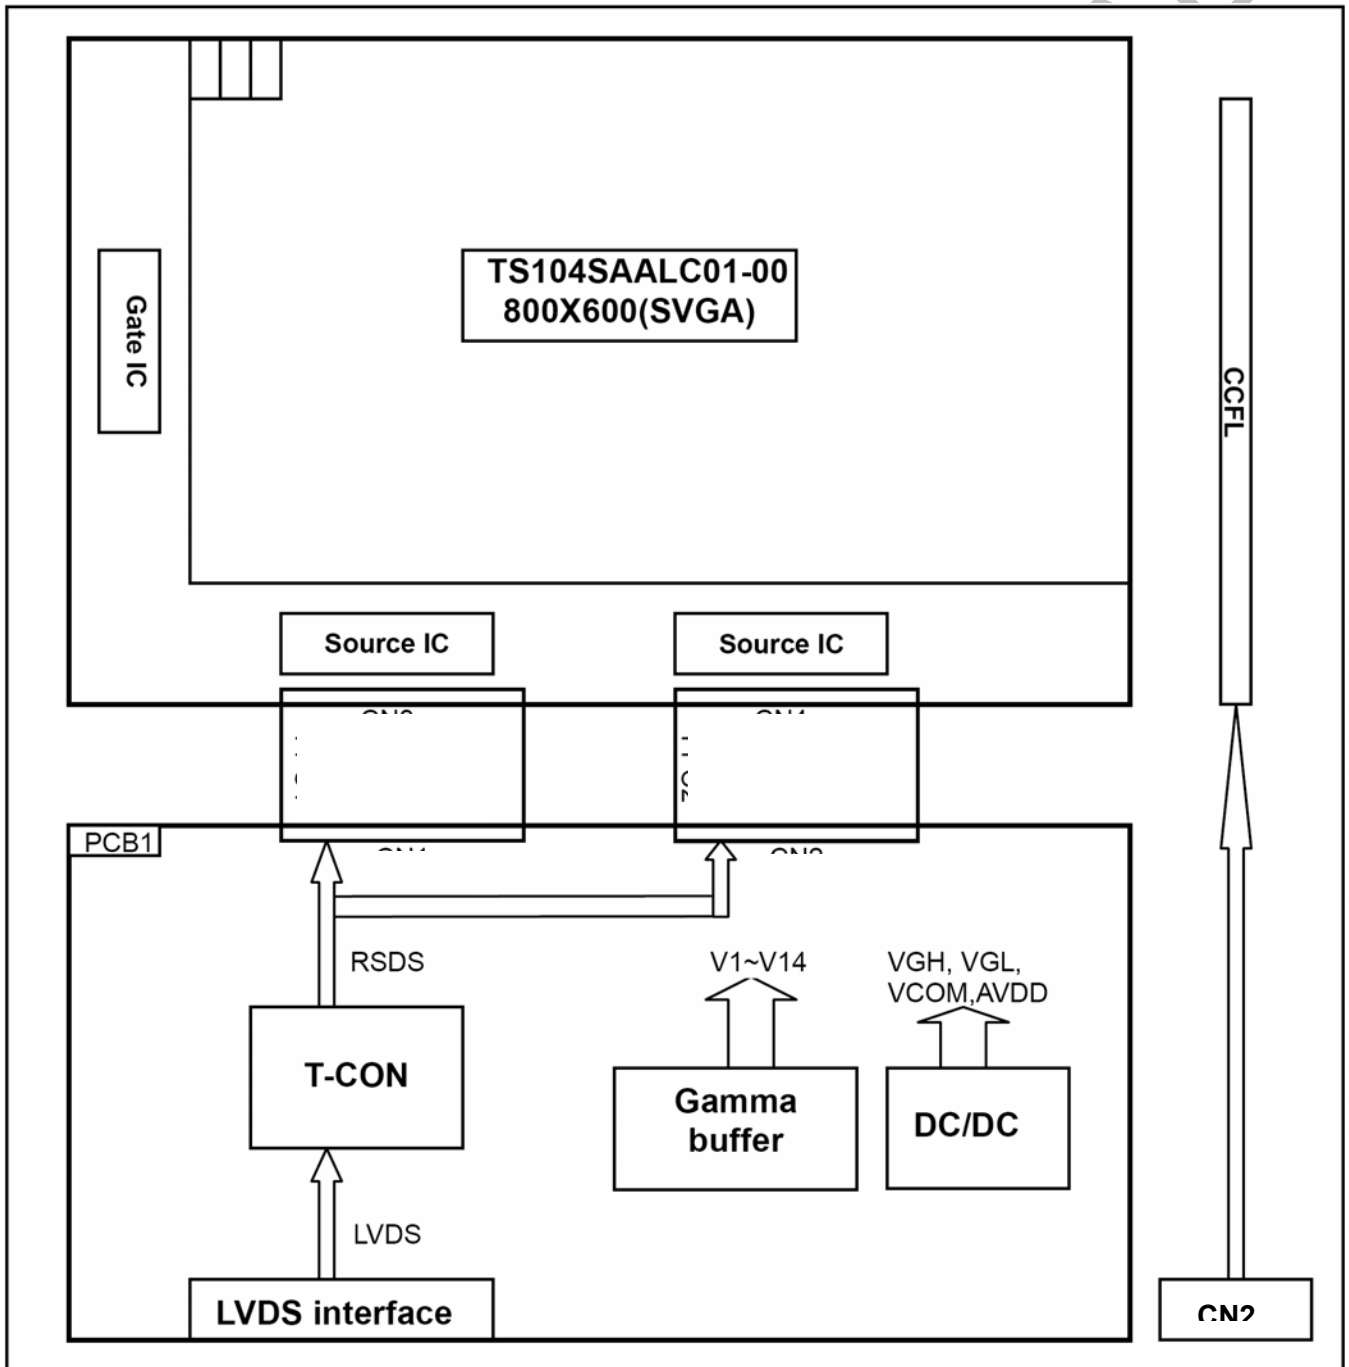 TS104SAALC01-00
800X600(SVGA)
Gate IC
CCFL
Source IC
Source IC
PCB1
RSDS
V1~V14
VGH, VGL,
VCOM,AVDD
T-CON
Gamma
buffer
DC/DC
LVDS
LVDS interface
CN2